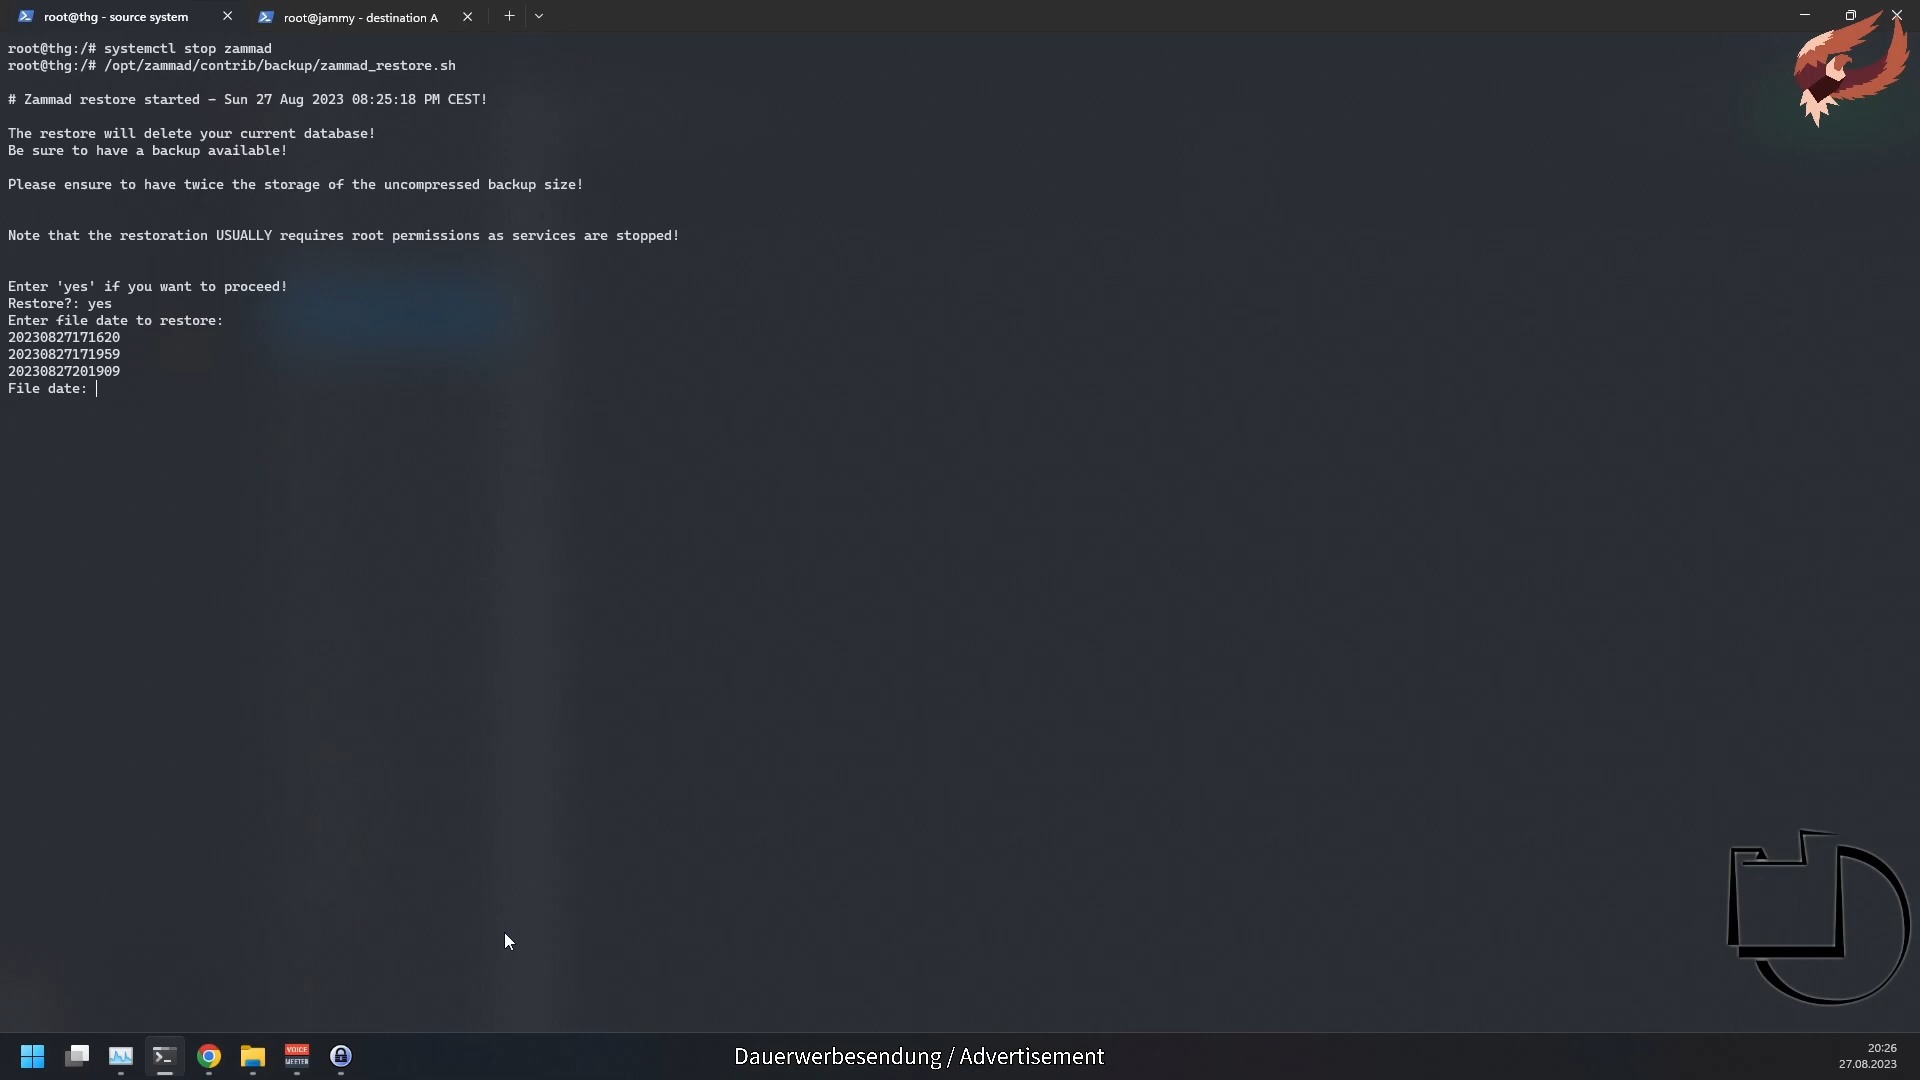 root@thg - source system
root@jammy - destination A
root@thg:/# systemctl stop zammad
root@thg:/# /opt/zammad/contrib/backup/zammad_restore.sh
# Zammad restore started - Sun 27 Aug 2023 08:25:18 PM CEST!
The restore will delete your current database!
Be sure to have a backup available!
Please ensure to have twice the storage of the uncompressed backup size!
Note that the restoration USUALLY requires root permissions as services are stopped!
Enter 'yes' if you want to proceed!
Restore?: yes
Enter file date to restore:
20230827171620
20230827171959
20230827201909
File date:
VOICE
MEETER
Dauerwerbesendung / Advertisement
20:26
27.08.2023